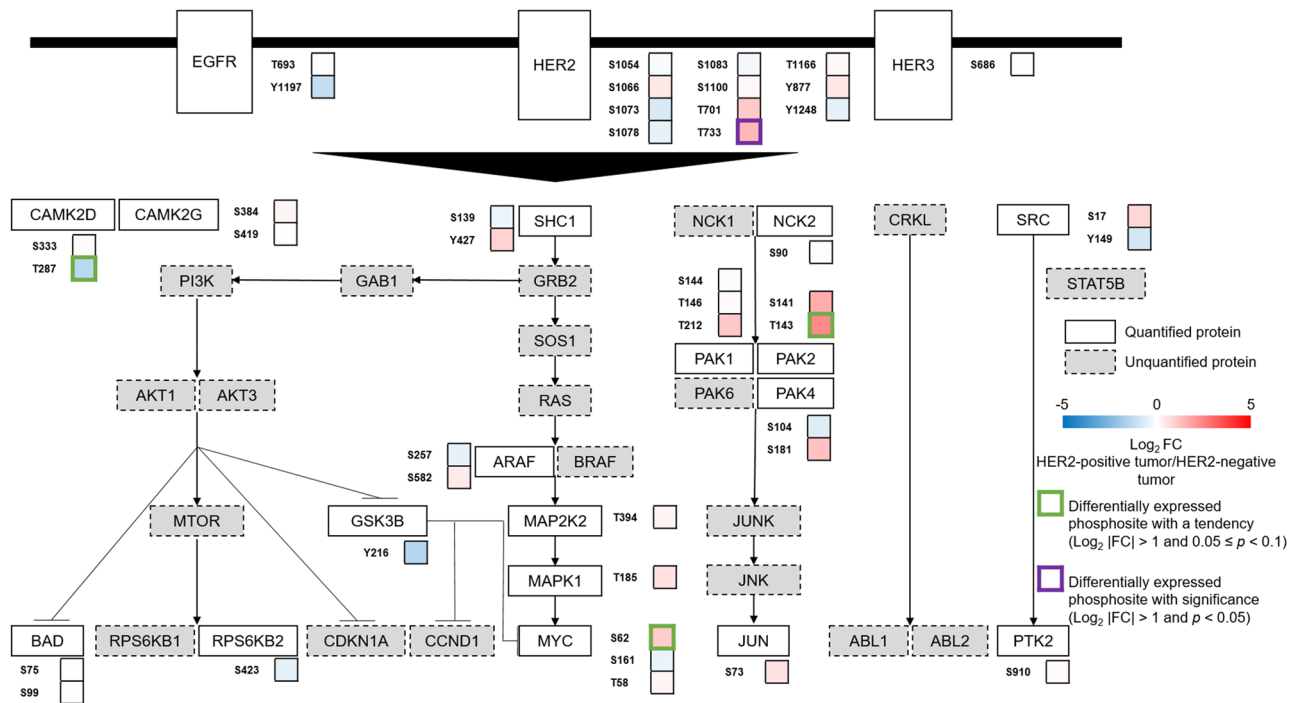 EGFR
T693
Y1197
HER2
S1054
S1066
S1073
S1078
S1083
S1100
T701
T733
T1166
Y877
Y1248
HER3
S686
CAMK2D
CAMK2G
S384
S419
S333
T287
S139
Y427
SHC1
NCK1
NCK2
S90
CRKL
SRC
S17
Y149
PI3K
GAB1
GRB2
STAT5B
S144
T146
T212
S141
T143
SOS1
PAK1
PAK2
PAK6
PAK4
S104
S181
AKT1
AKT3
RAS
S257
S582
ARAF
BRAF
MTOR
GSK3B
Y216
MAP2K2
T394
JUNK
MAPK1
T185
JNK
BAD
S75
S99
RPS6KB1
RPS6KB2
S423
CDKN1A
CCND1
MYC
S62
S161
T58
JUN
S73
ABL1
ABL2
PTK2
S910
Quantified protein
Unquantified protein
-5 0 5
Log2 FC
HER2-positive tumor/HER2-negative
tumor
Differentially expressed
phosphosite with a tendency
(Log2 |FC| > 1 and 0.05 ≤ p < 0.1)
Differentially expressed
phosphosite with significance
(Log2 |FC| > 1 and p < 0.05)